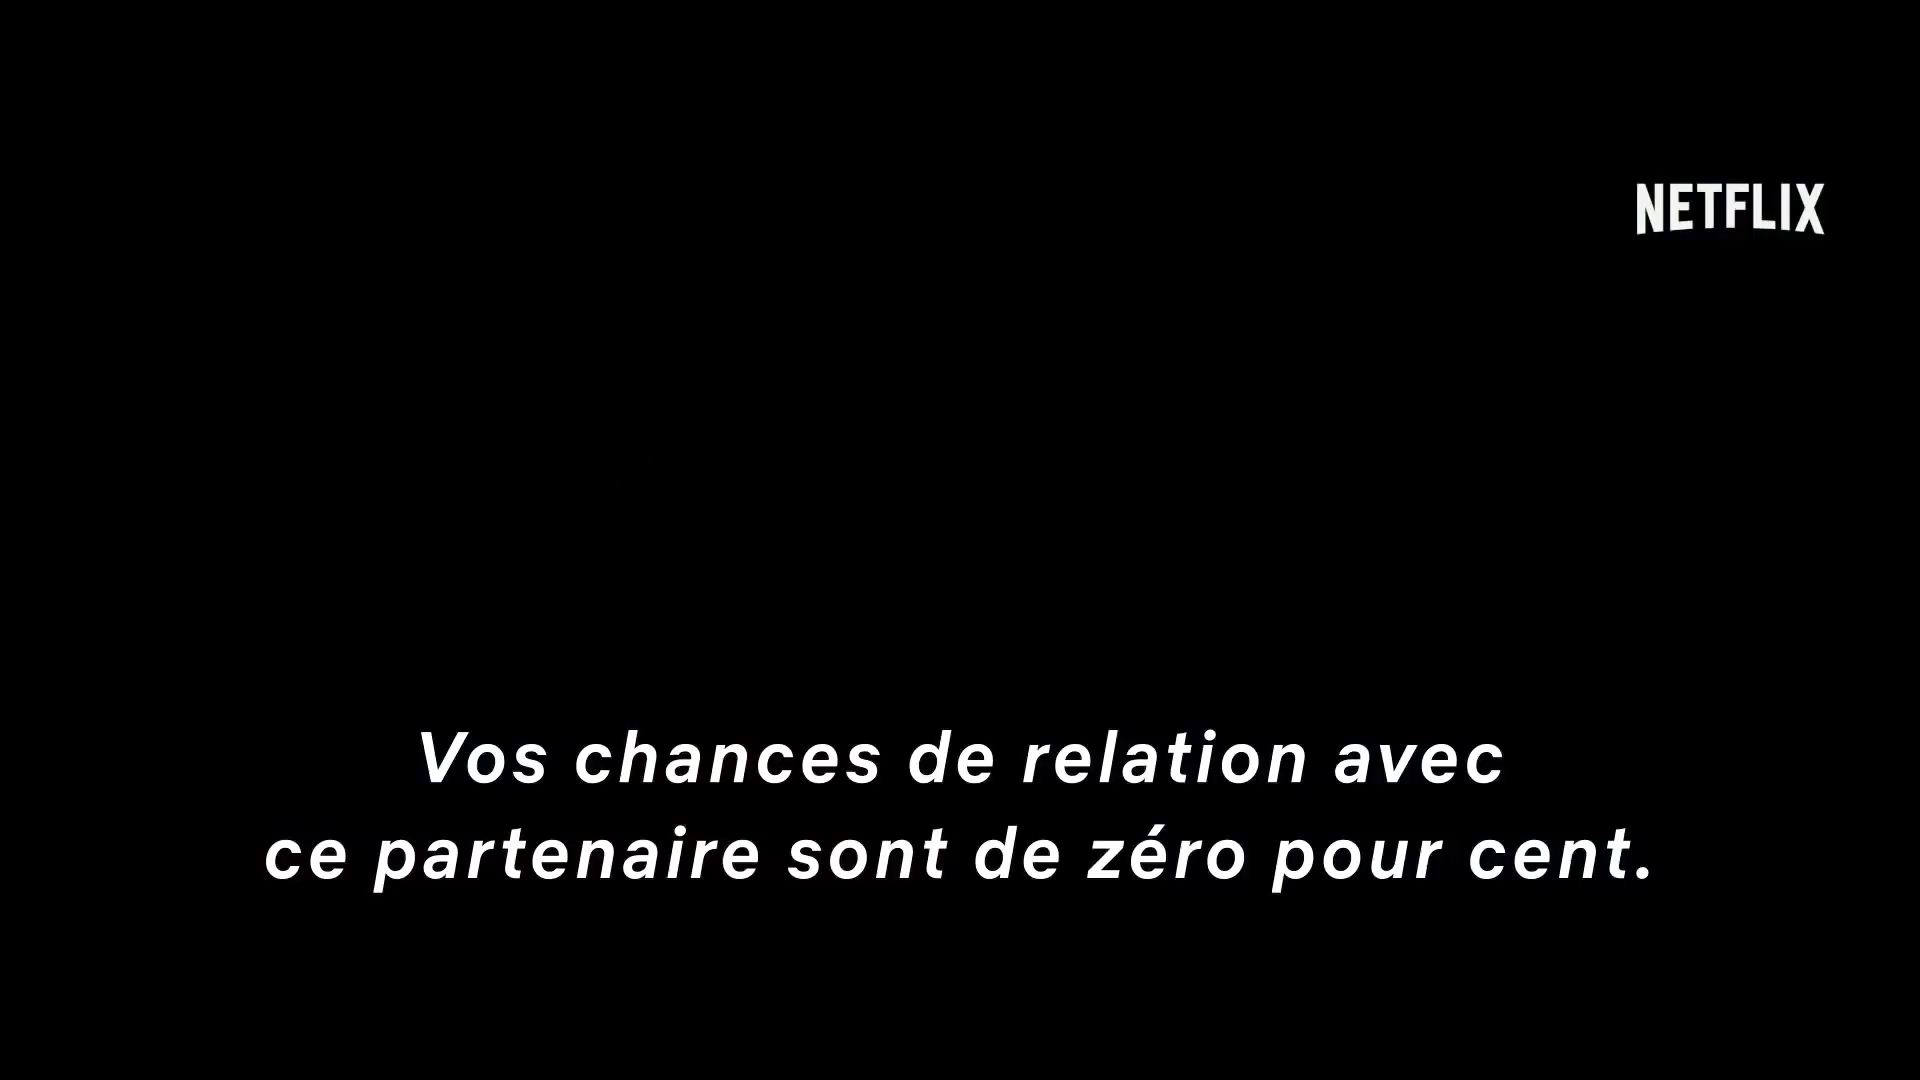 NETFLIX
Vos chances de relation avec
ce partenaire sont de zéro pour cent.